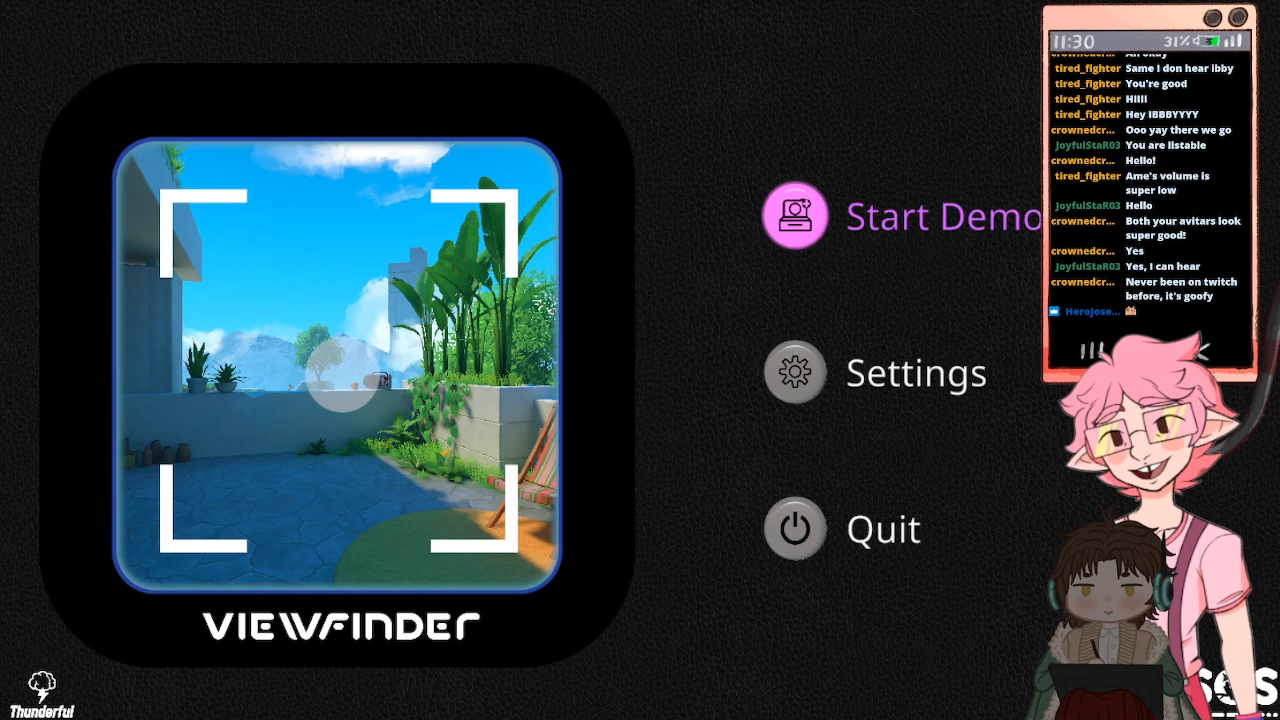 Start Demo
Settings
Quit
VIEWFINDER
Thunderful
SOS
11:30
31%
tired_fighter Same I don hear ibby
tired_fighter You're good
tired_fighter HIIII
tired_fighter Hey IBBBYYYY
crownedcr... Ooo yay there we go
JoyfulStaR03 You are listable
crownedcr... Hello!
tired_fighter Ame's volume is
super low
JoyfulStaR03 Hello
crownedcr... Both your avitars look
super good!
crownedcr... Yes
JoyfulStaR03 Yes, I can hear
crownedcr... Never been on twitch
before, it's goofy
HeroJose...